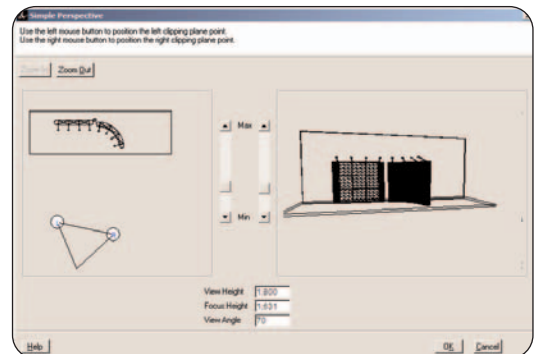 Simple Perspective
Use the left mouse button to position the left clipping plane point.
Use the right mouse button to position the right clipping plane point.
Zoom In Zoom Out
Max
Min
View Height 1.800
Focus Height 1.631
View Angle 70
Help OK Cancel